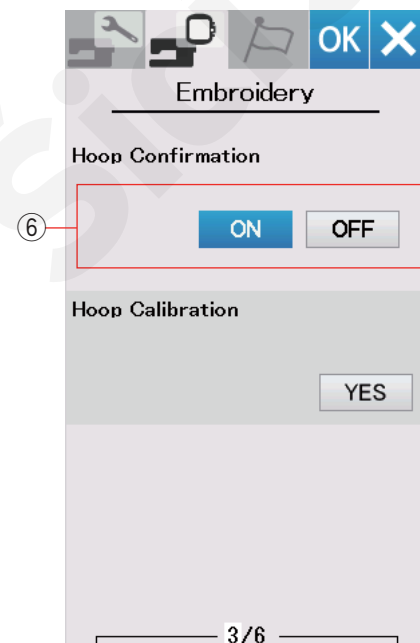 OK
Embroidery
Hoop Confirmation
⑥
ON OFF
Hoop Calibration
YES
3/6